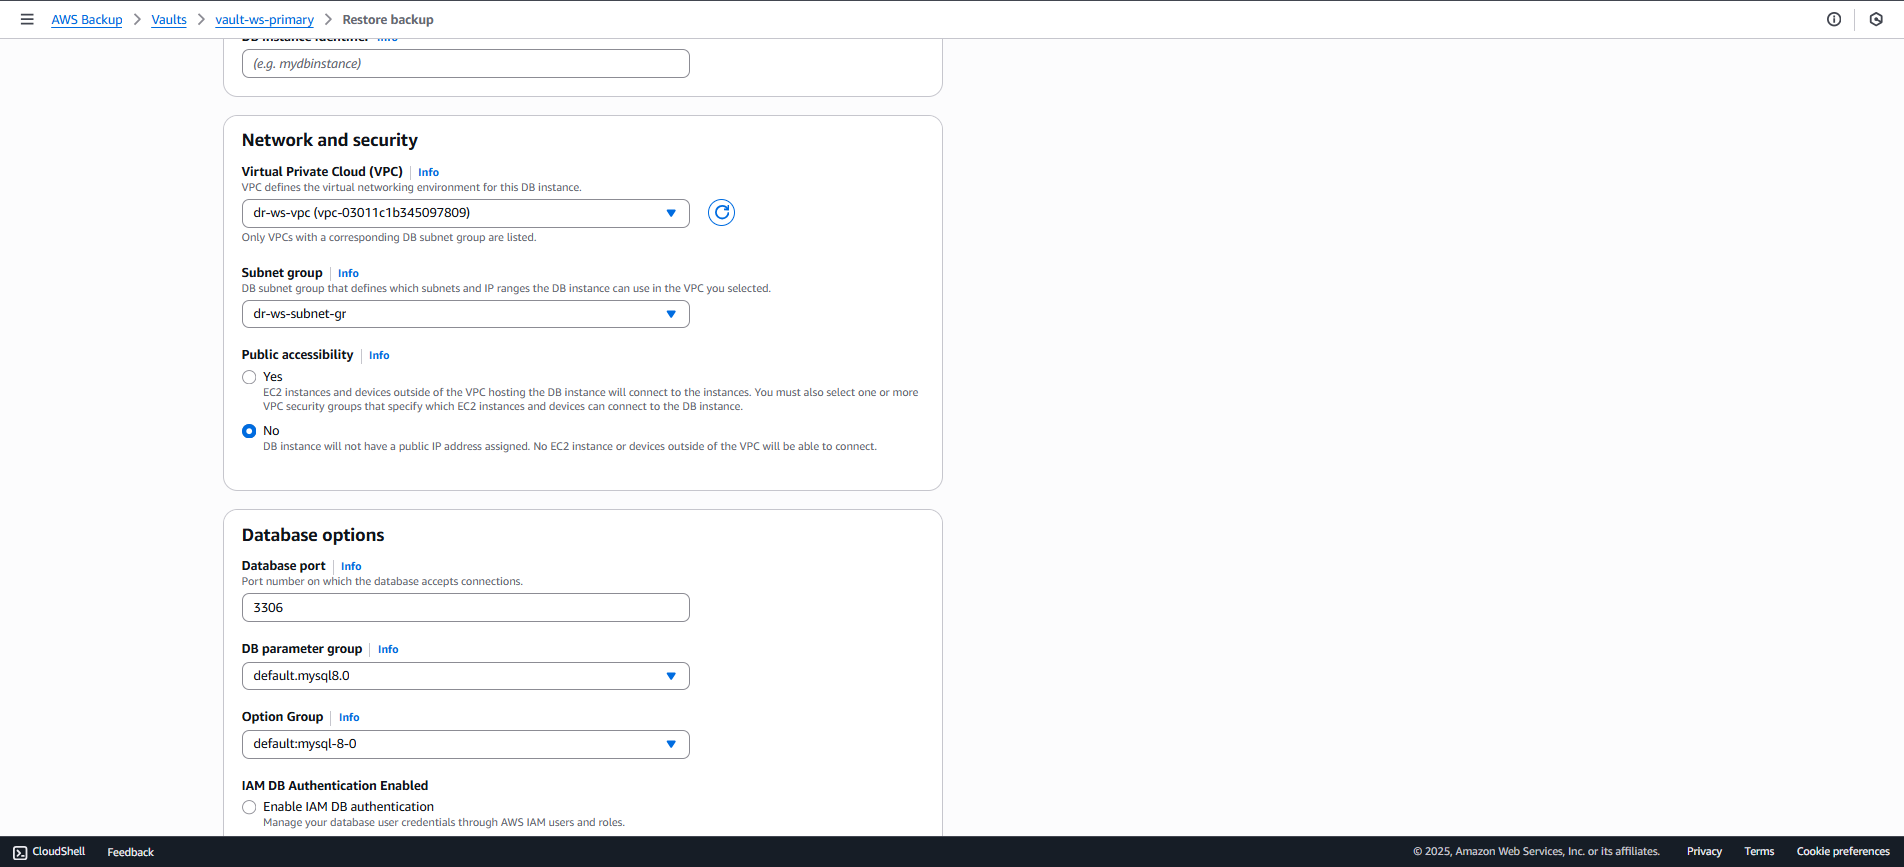 AWS Backup > Vaults > vault-ws-primary > Restore backup
DB instance identifier Info
(e.g. mydbinstance)
Network and security
Virtual Private Cloud (VPC) | Info
VPC defines the virtual networking environment for this DB instance.
dr-ws-vpc (vpc-03011c1b345097809)
Only VPCs with a corresponding DB subnet group are listed.
Subnet group | Info
DB subnet group that defines which subnets and IP ranges the DB instance can use in the VPC you selected.
dr-ws-subnet-gr
Public accessibility | Info
Yes
EC2 instances and devices outside of the VPC hosting the DB instance will connect to the instances. You must also select one or more
VPC security groups that specify which EC2 instances and devices can connect to the DB instance.
No
DB instance will not have a public IP address assigned. No EC2 instance or devices outside of the VPC will be able to connect.
Database options
Database port | Info
Port number on which the database accepts connections.
3306
DB parameter group | Info
default.mysql8.0
Option Group | Info
default:mysql-8-0
IAM DB Authentication Enabled
Enable IAM DB authentication
Manage your database user credentials through AWS IAM users and roles.
CloudShell Feedback © 2025, Amazon Web Services, Inc. or its affiliates. Privacy Terms Cookie preferences